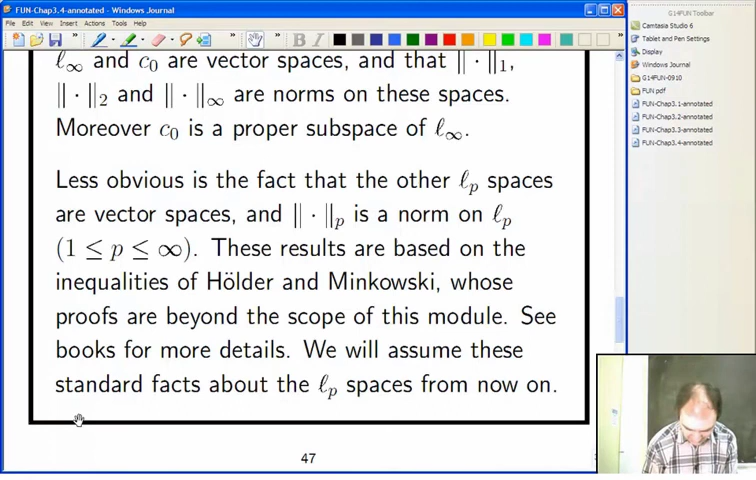 FUN-Chap3.4-annotated - Windows Journal
File Edit View Insert Actions Tools Help
ℓ∞ and c₀ are vector spaces, and that ‖ · ‖₁,
‖ · ‖₂ and ‖ · ‖∞ are norms on these spaces.
Moreover c₀ is a proper subspace of ℓ∞.
Less obvious is the fact that the other ℓₚ spaces
are vector spaces, and ‖ · ‖ₚ is a norm on ℓₚ
(1 ≤ p ≤ ∞). These results are based on the
inequalities of Hölder and Minkowski, whose
proofs are beyond the scope of this module. See
books for more details. We will assume these
standard facts about the ℓₚ spaces from now on.
47
G14FUN Toolbar
Camtasia Studio 6
Tablet and Pen Settings
Display
Windows Journal
G14FUN-0910
FUN pdf
FUN-Chap3.1-annotated
FUN-Chap3.2-annotated
FUN-Chap3.3-annotated
FUN-Chap3.4-annotated